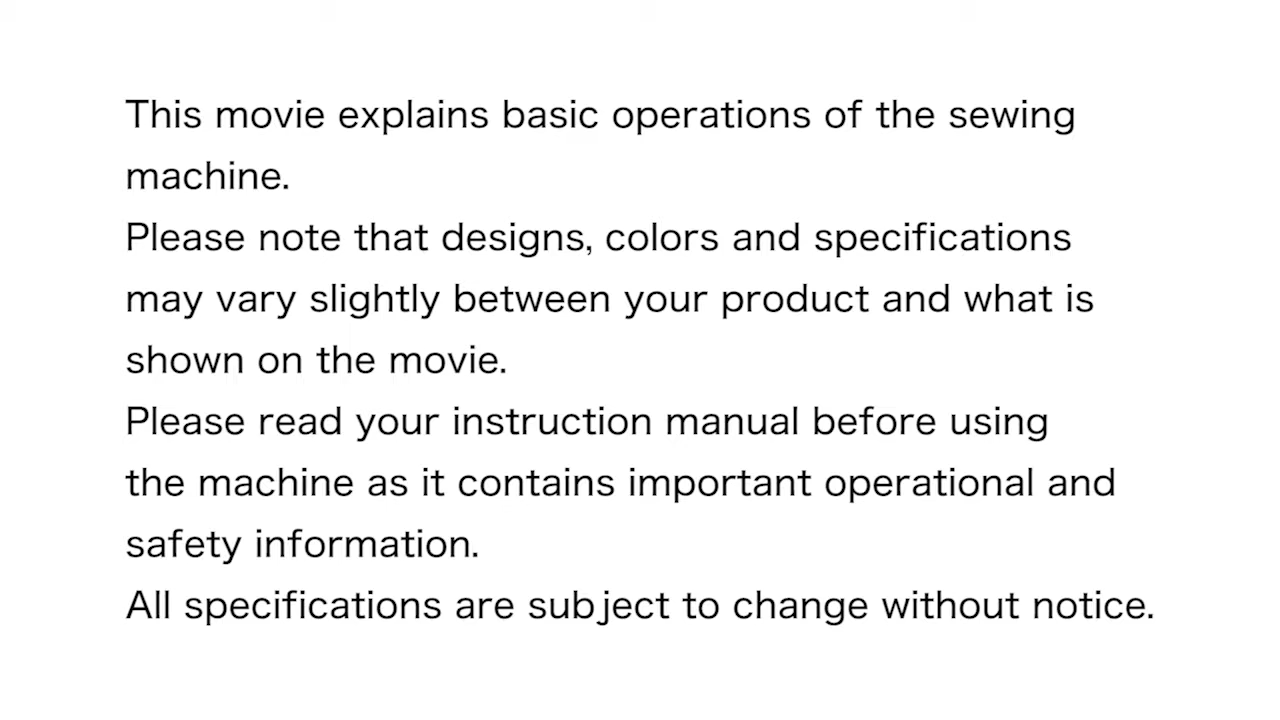 This movie explains basic operations of the sewing
machine.
Please note that designs, colors and specifications
may vary slightly between your product and what is
shown on the movie.
Please read your instruction manual before using
the machine as it contains important operational and
safety information.
All specifications are subject to change without notice.